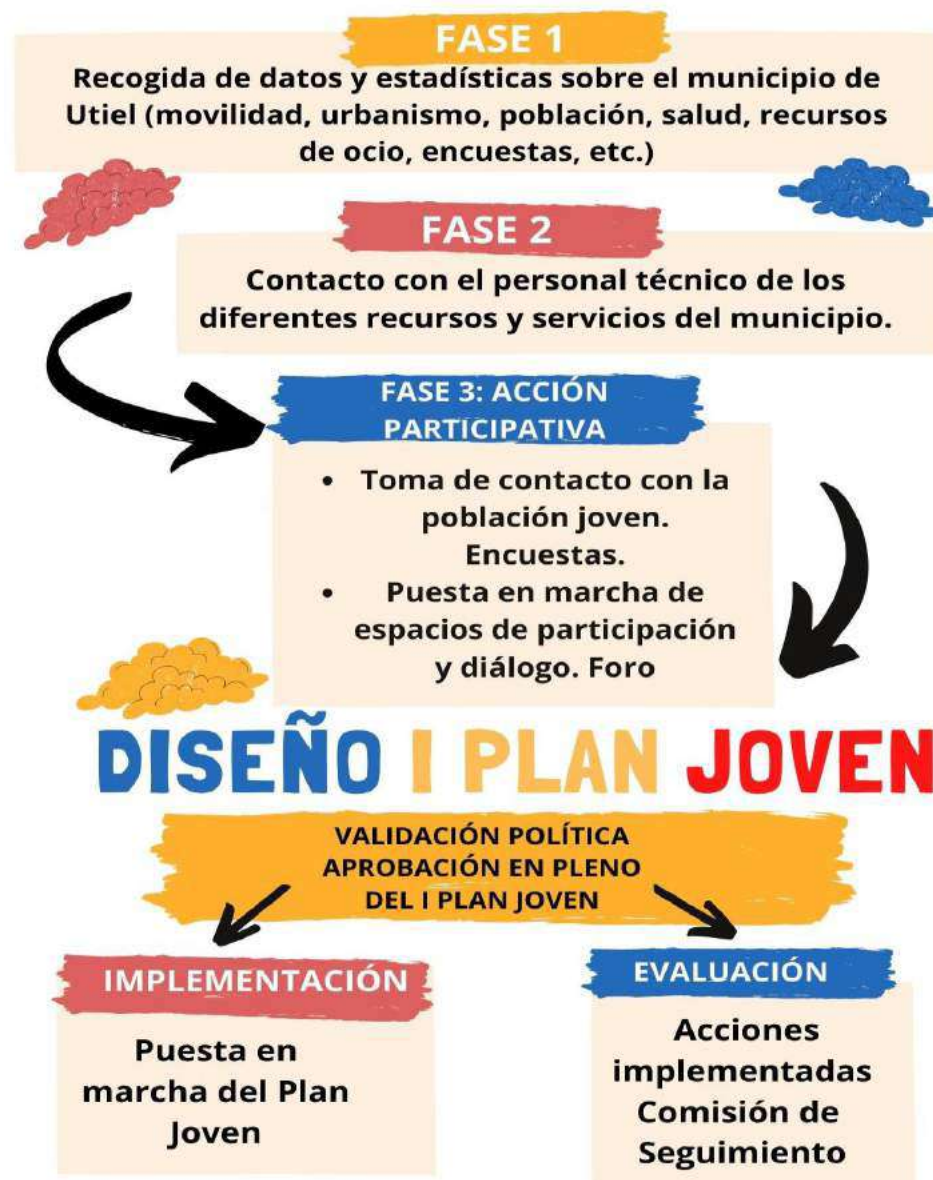 FASE 1
Recogida de datos y estadísticas sobre el municipio de
Utiel (movilidad, urbanismo, población, salud, recursos
de ocio, encuestas, etc.)
FASE 2
Contacto con el personal técnico de los
diferentes recursos y servicios del municipio.
FASE 3: ACCIÓN
PARTICIPATIVA
• Toma de contacto con la
población joven.
Encuestas.
• Puesta en marcha de
espacios de participación
y diálogo. Foro
DISEÑO I PLAN JOVEN
VALIDACIÓN POLÍTICA
APROBACIÓN EN PLENO
DEL I PLAN JOVEN
IMPLEMENTACIÓN
Puesta en
marcha del Plan
Joven
EVALUACIÓN
Acciones
implementadas
Comisión de
Seguimiento